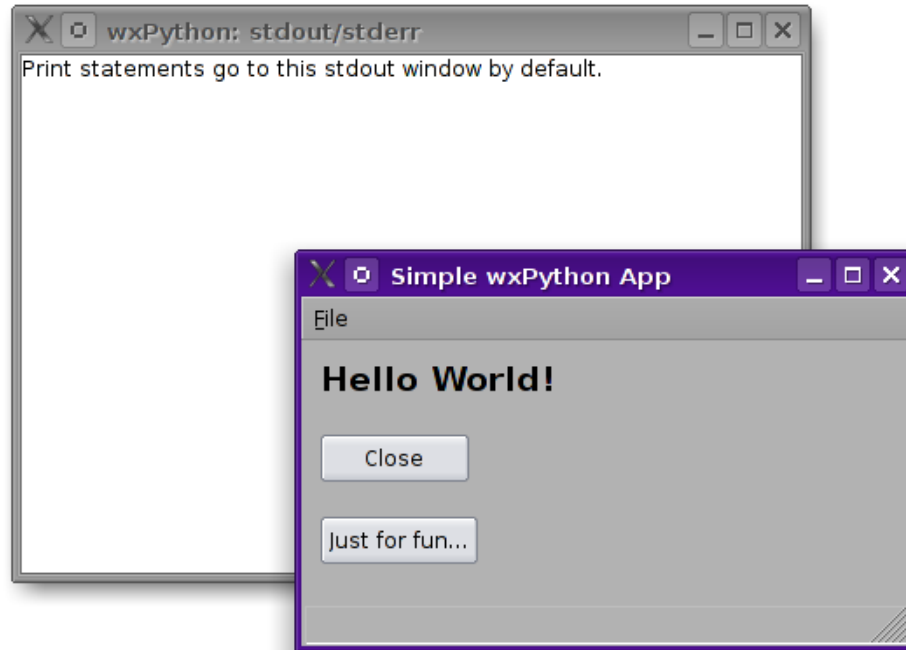 wxPython: stdout/stderr
Print statements go to this stdout window by default.
Simple wxPython App
File
Hello World!
Close
Just for fun...